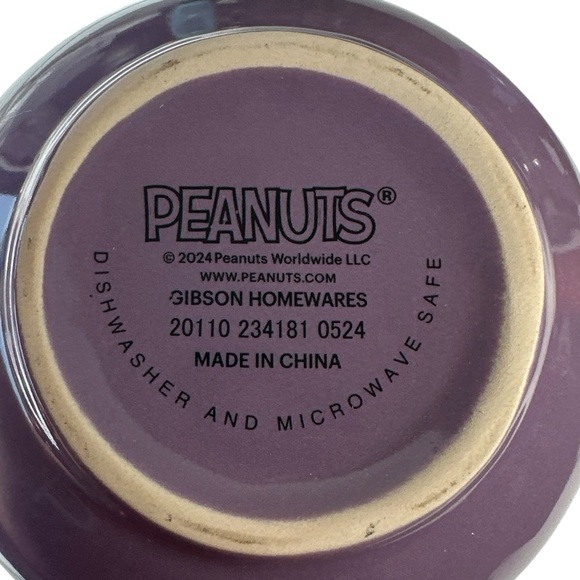 PEANUTS®
© 2024 Peanuts Worldwide LLC
WWW.PEANUTS.COM
GIBSON HOMEWARES
20110 234181 0524
MADE IN CHINA
DISHWASHER AND MICROWAVE SAFE